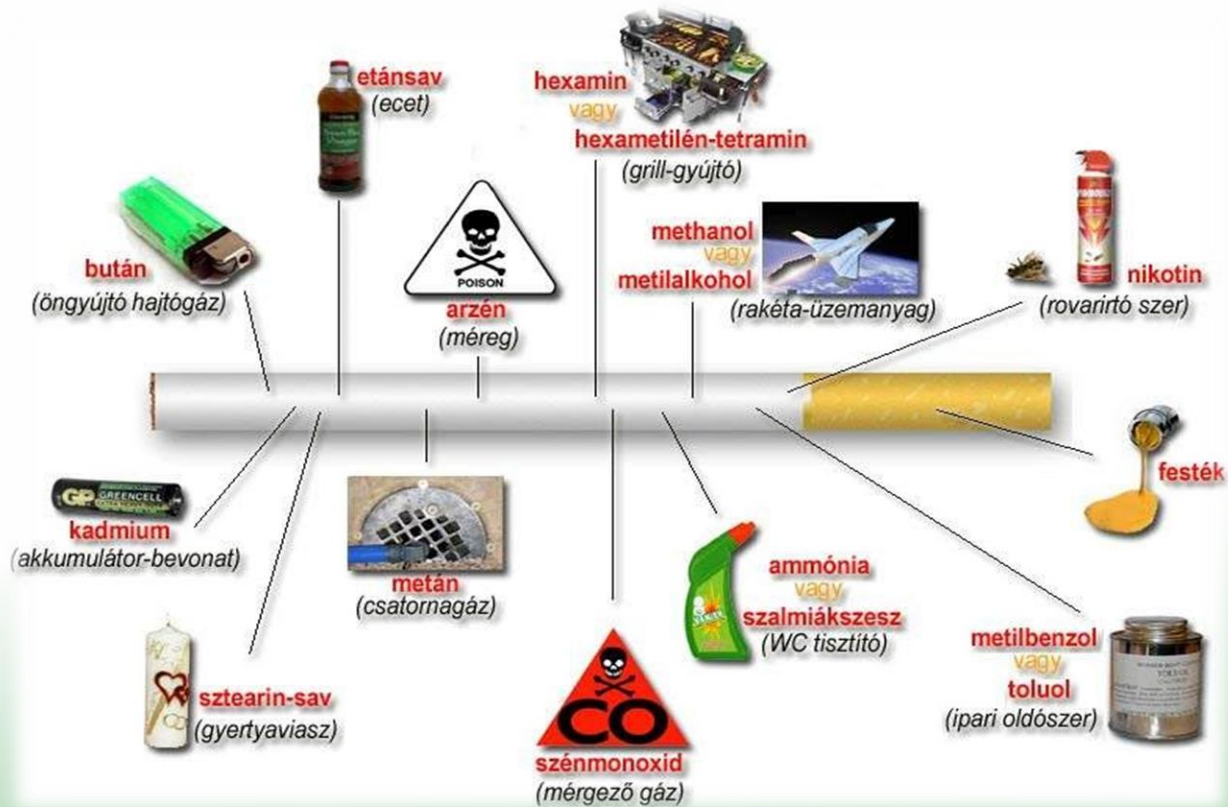 etánsav
(ecet)
hexamin
vagy
hexametilén-tetramin
(grill-gyújtó)
bután
(öngyújtó hajtógáz)
POISON
arzén
(méreg)
methanol
vagy
metilalkohol
(rakéta-üzemanyag)
nikotin
(rovarirtó szer)
GP GREENCELL
kadmium
(akkumulátor-bevonat)
metán
(csatornagáz)
festék
ammónia
vagy
szalmiákszesz
(WC tisztító)
sztearin-sav
(gyertyaviasz)
CO
szénmonoxid
(mérgező gáz)
metilbenzol
vagy
toluol
(ipari oldószer)